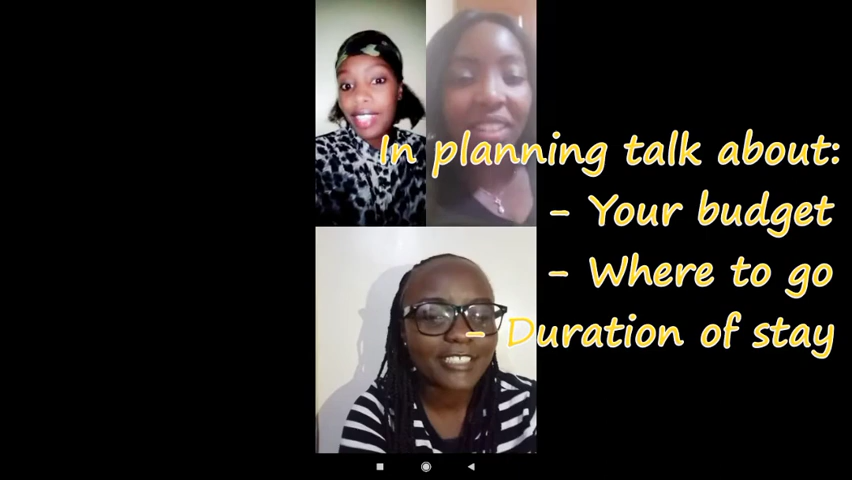 In planning talk about:
- Your budget
- Where to go
- Duration of stay